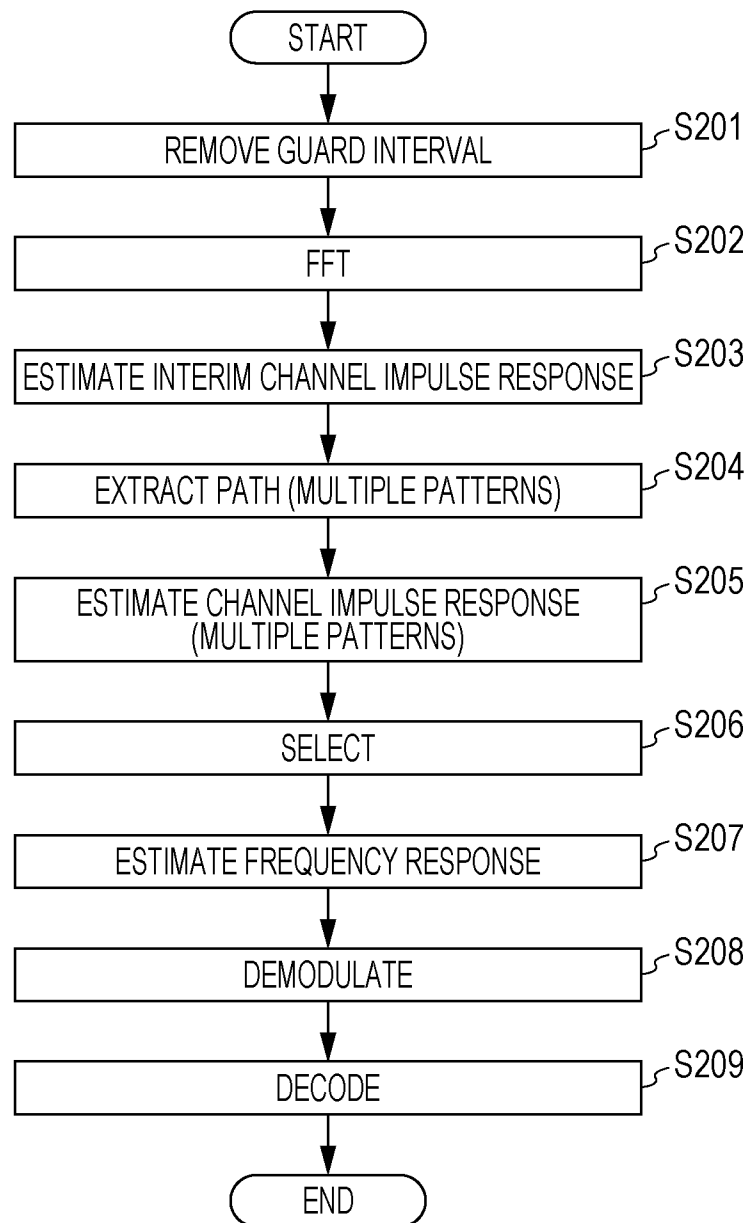 START
REMOVE GUARD INTERVAL
S201
FFT
S202
ESTIMATE INTERIM CHANNEL IMPULSE RESPONSE
S203
EXTRACT PATH (MULTIPLE PATTERNS)
S204
ESTIMATE CHANNEL IMPULSE RESPONSE
(MULTIPLE PATTERNS)
S205
SELECT
S206
ESTIMATE FREQUENCY RESPONSE
S207
DEMODULATE
S208
DECODE
S209
END